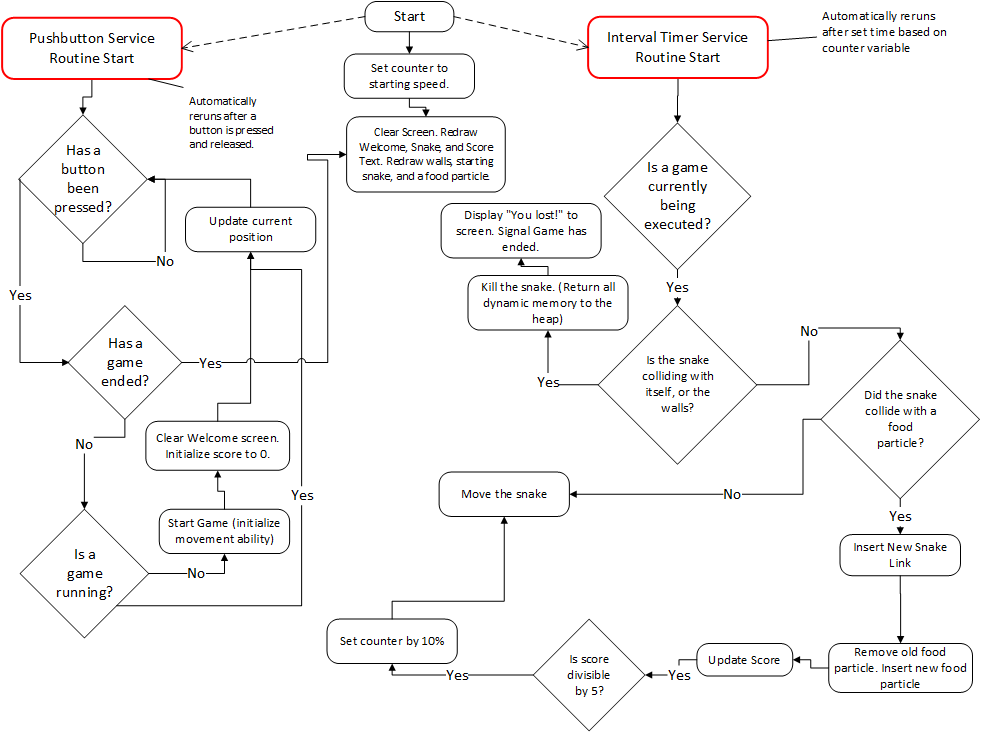 Start
Pushbutton Service
Routine Start
Interval Timer Service
Routine Start
Automatically reruns
after set time based on
counter variable
Set counter to
starting speed.
Automatically
reruns after a
button is pressed
and released.
Clear Screen. Redraw
Welcome, Snake, and Score
Text. Redraw walls, starting
snake, and a food particle.
Has a
button
been
pressed?
Is a game
currently
being
executed?
Update current
position
Display "You lost!" to
screen. Signal Game has
ended.
No
Yes
Yes
Kill the snake. (Return all
dynamic memory to the
heap)
Has a
game
ended?
Yes
No
Is the snake
colliding with
itself, or the
walls?
Yes
Did the snake
collide with a
food
particle?
No
Clear Welcome screen.
Initialize score to 0.
Yes
Move the snake
No
Yes
Start Game (initialize
movement ability)
Is a
game
running?
No
Insert New Snake
Link
Set counter by 10%
Yes
Is score
divisible
by 5?
Yes
Update Score
Remove old food
particle. Insert new food
particle